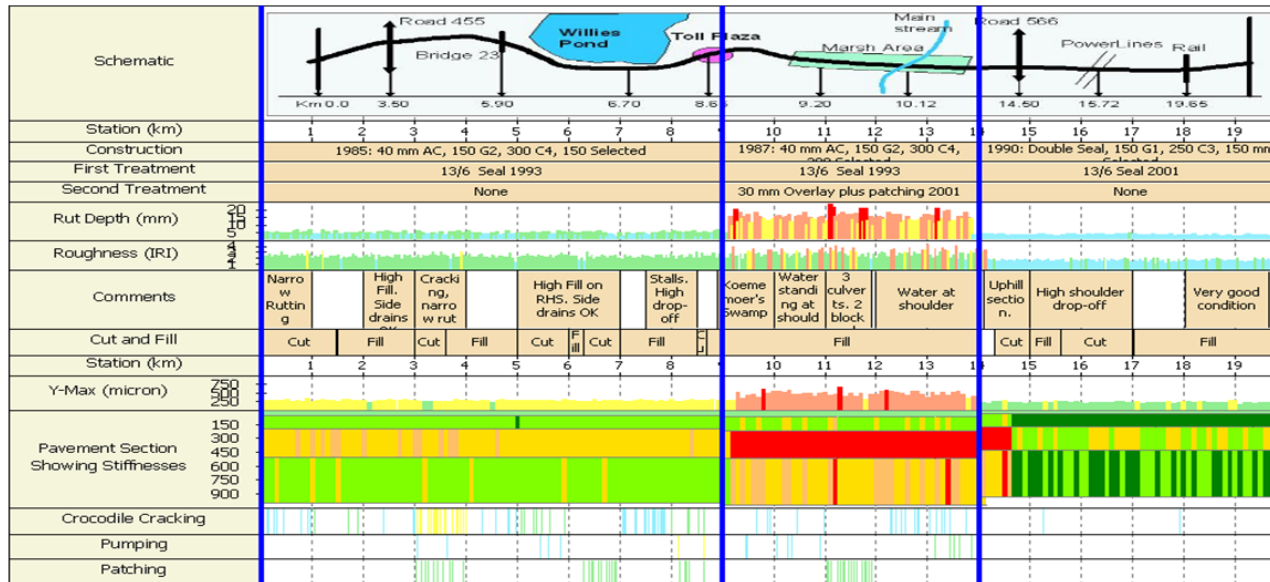 Schematic
Road 455
Bridge 23
Willies
Pond
Toll Plaza
Main
stream
Marsh Area
Road 566
PowerLines
Rail
Km 0.0 3.50 5.90 6.70 9.20 10.12 14.50 15.72 19.65
Station (km) 1 2 3 4 5 6 7 8 10 11 12 13 15 16 17 18 19
Construction
1985: 40 mm AC, 150 G2, 300 C4, 150 Selected
1987: 40 mm AC, 150 G2, 300 C4,
1990: Double Seal, 150 G1, 250 C3, 150 mm
First Treatment 13/6 Seal 1993 13/6 Seal 1993 13/6 Seal 2001
Second Treatment None 30 mm Overlay plus patching 2001 None
Rut Depth (mm) 20 15 10 5
Roughness (IRI) 4 3 2 1
Comments
Narro
w
Ruttin
g
High
Fill.
Side
drains
Cracki
ng,
narro
w rut
High Fill on
RHS. Side
drains OK
Stalls.
High
drop-
off
Koeme
moer's
Swamp
Water
standi
ng at
should
3
culver
ts. 2
block
Water at
shoulder
Uphill
sectio
n.
High shoulder
drop-off
Very good
condition
Cut and Fill Cut Fill Cut Fill Cut Fill Cut Fill Fill Cut Fill Cut Fill
Station (km) 1 2 3 4 5 6 7 8 10 11 12 13 15 16 17 18 19
Y-Max (micron) 750 500 250
Pavement Section
Showing Stiffnesses
150
300
450
600
750
900
Crocodile Cracking
Pumping
Patching